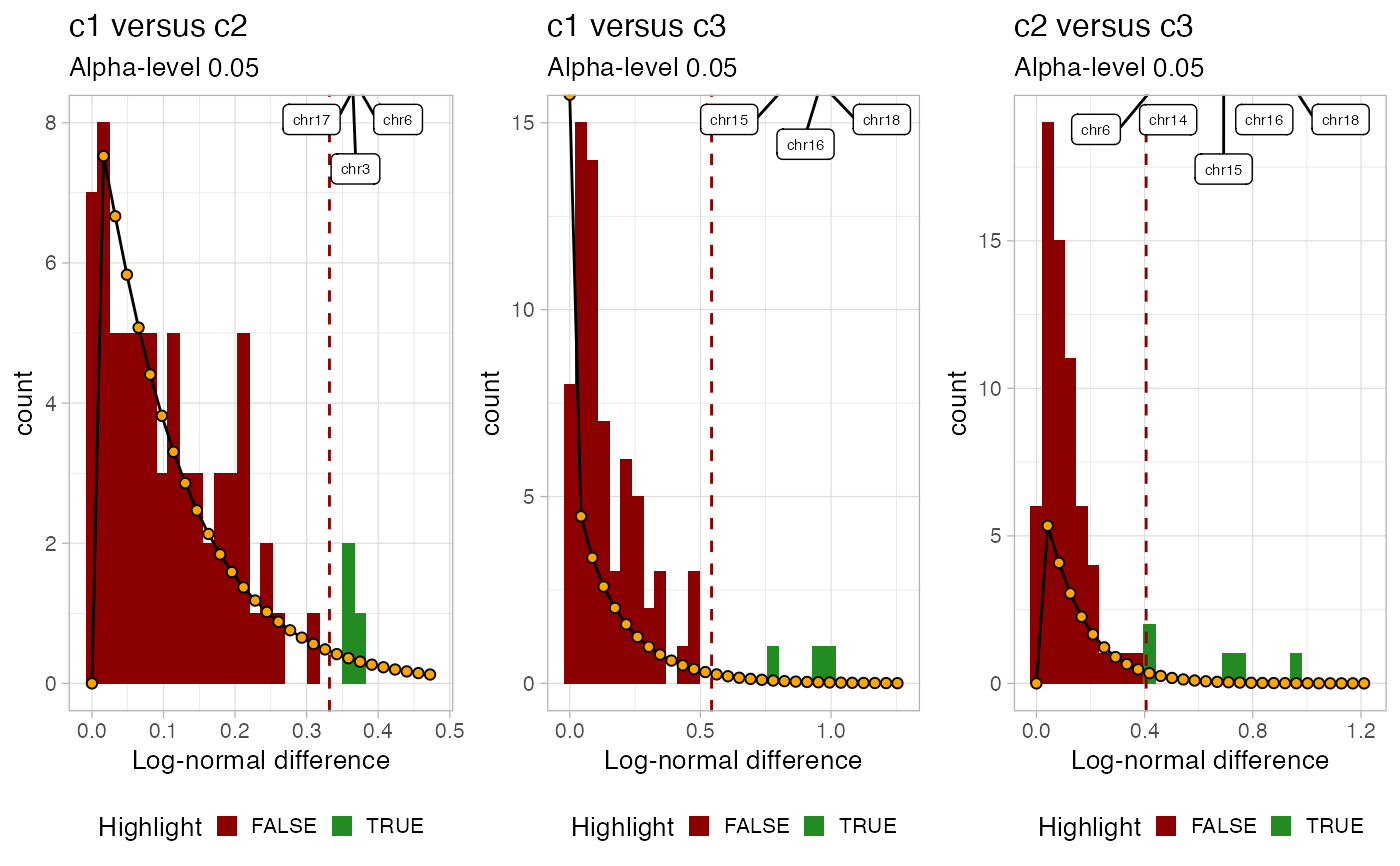 c1 versus c2
Alpha-level 0.05
chr17
chr6
chr3
count
8
6
4
2
0
0.0
0.1
0.2
0.3
0.4
0.5
Log-normal difference
Highlight FALSE TRUE
c1 versus c3
Alpha-level 0.05
chr15
chr18
chr16
count
15
10
5
0
0.0
0.5
1.0
Log-normal difference
Highlight FALSE TRUE
c2 versus c3
Alpha-level 0.05
chr6
chr14
chr16
chr18
chr15
count
15
10
5
0
0.0
0.4
0.8
1.2
Log-normal difference
Highlight FALSE TRUE